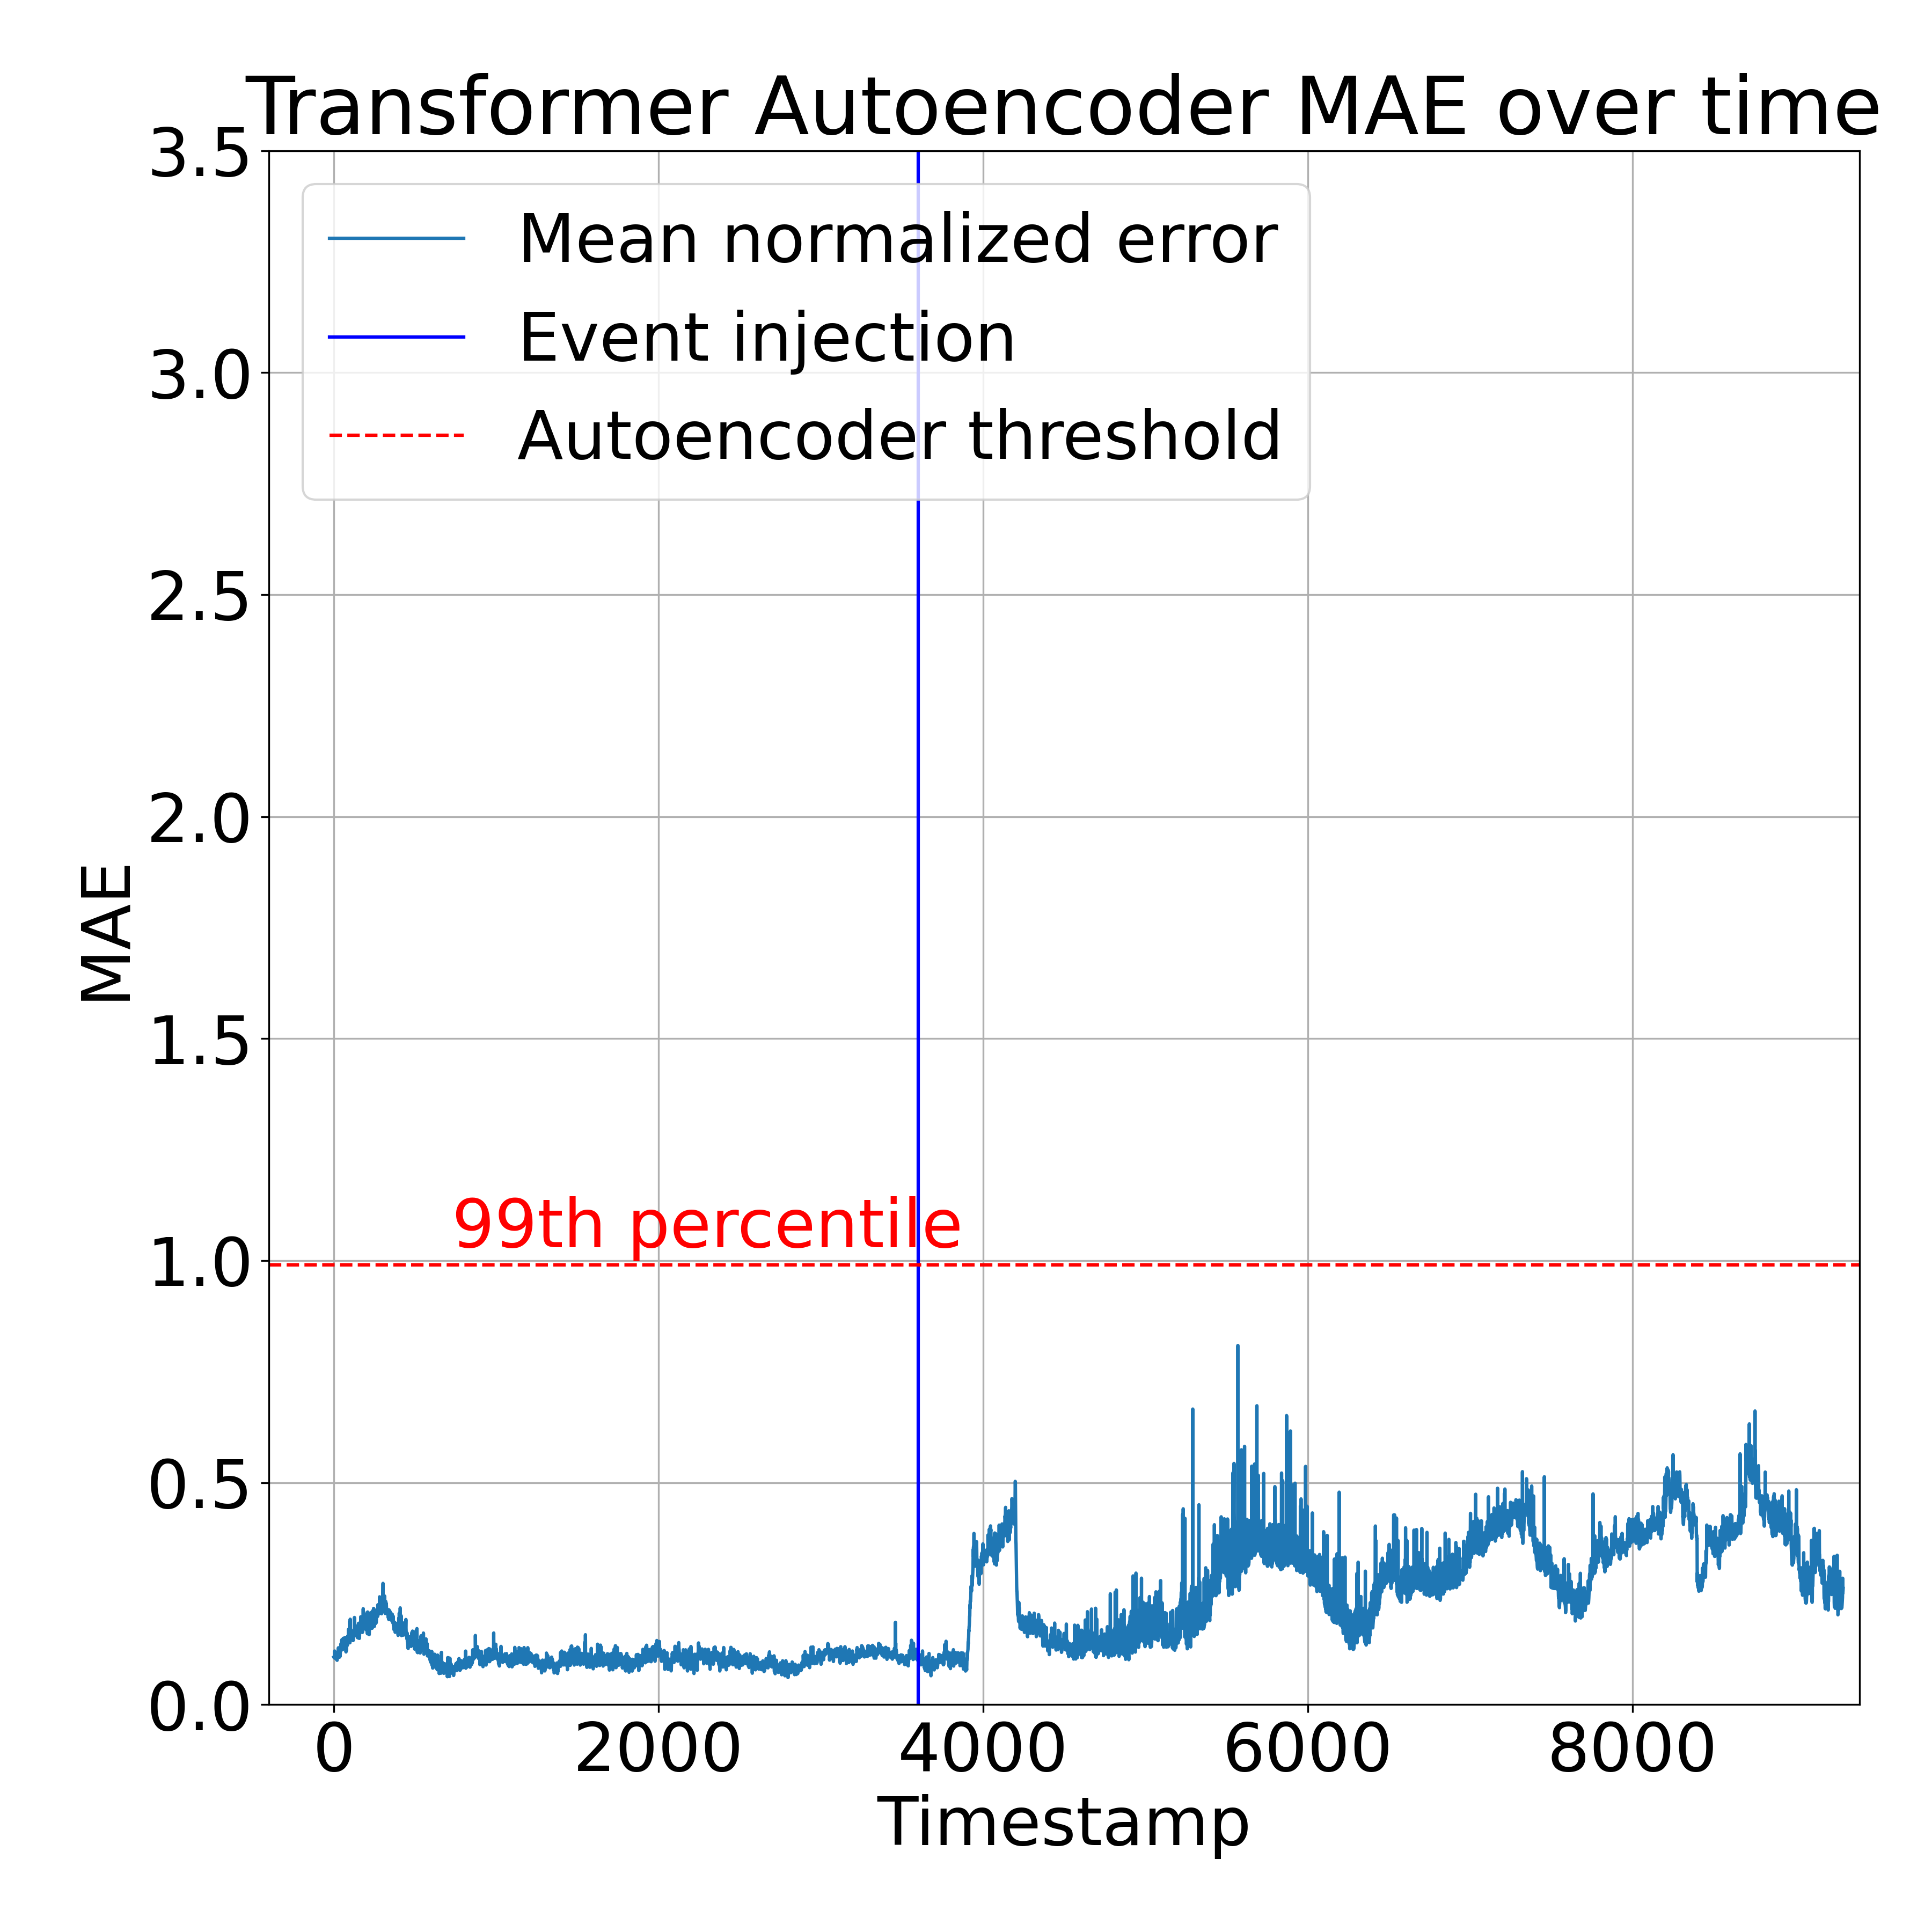 Transformer Autoencoder MAE over time
3.5
3.0
2.5
2.0
1.5
1.0
0.5
0.0
MAE
Mean normalized error
Event injection
Autoencoder threshold
99th percentile
0 2000 4000 6000 8000
Timestamp